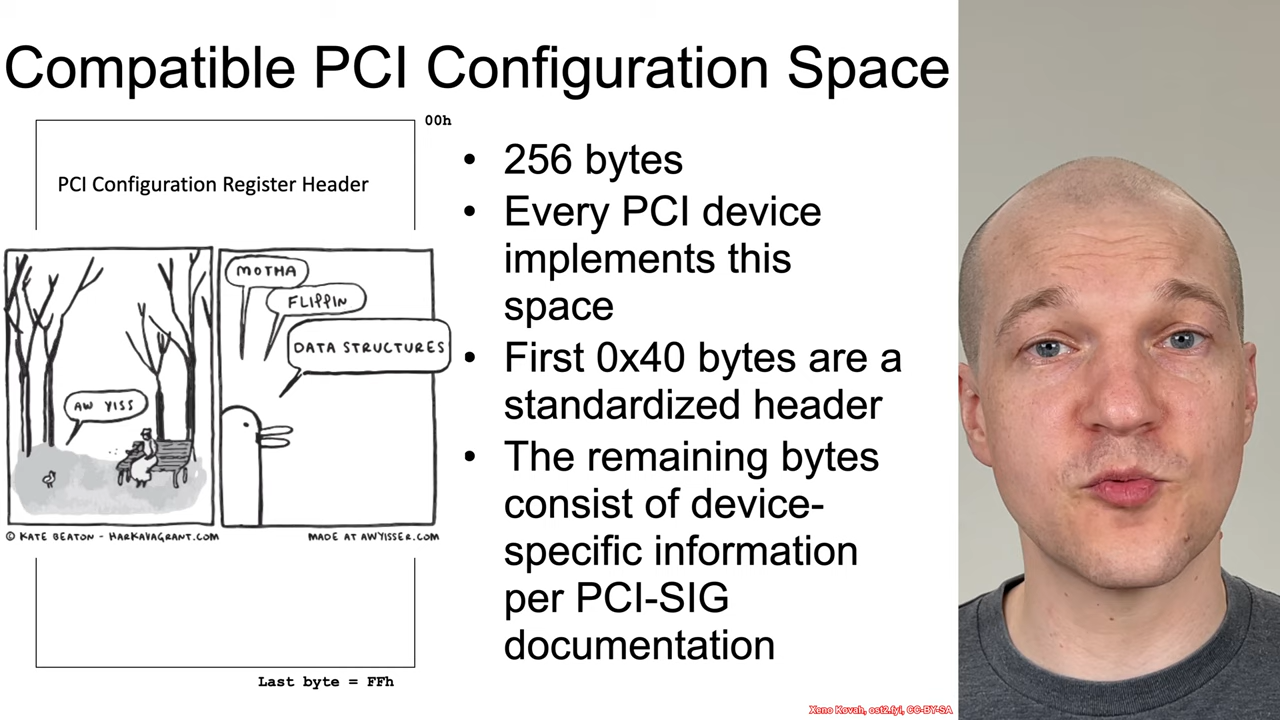 Compatible PCI Configuration Space
00h
PCI Configuration Register Header
MOTHA
FLIPPIN
DATA STRUCTURES
AW YISS
© KATE BEATON - HARKAVAGRANT.COM
MADE AT AWYISSER.COM
Last byte = FFh
• 256 bytes
• Every PCI device
implements this
space
• First 0x40 bytes are a
standardized header
• The remaining bytes
consist of device-
specific information
per PCI-SIG
documentation
Xeno Kovah, ost2.fyi, CC-BY-SA